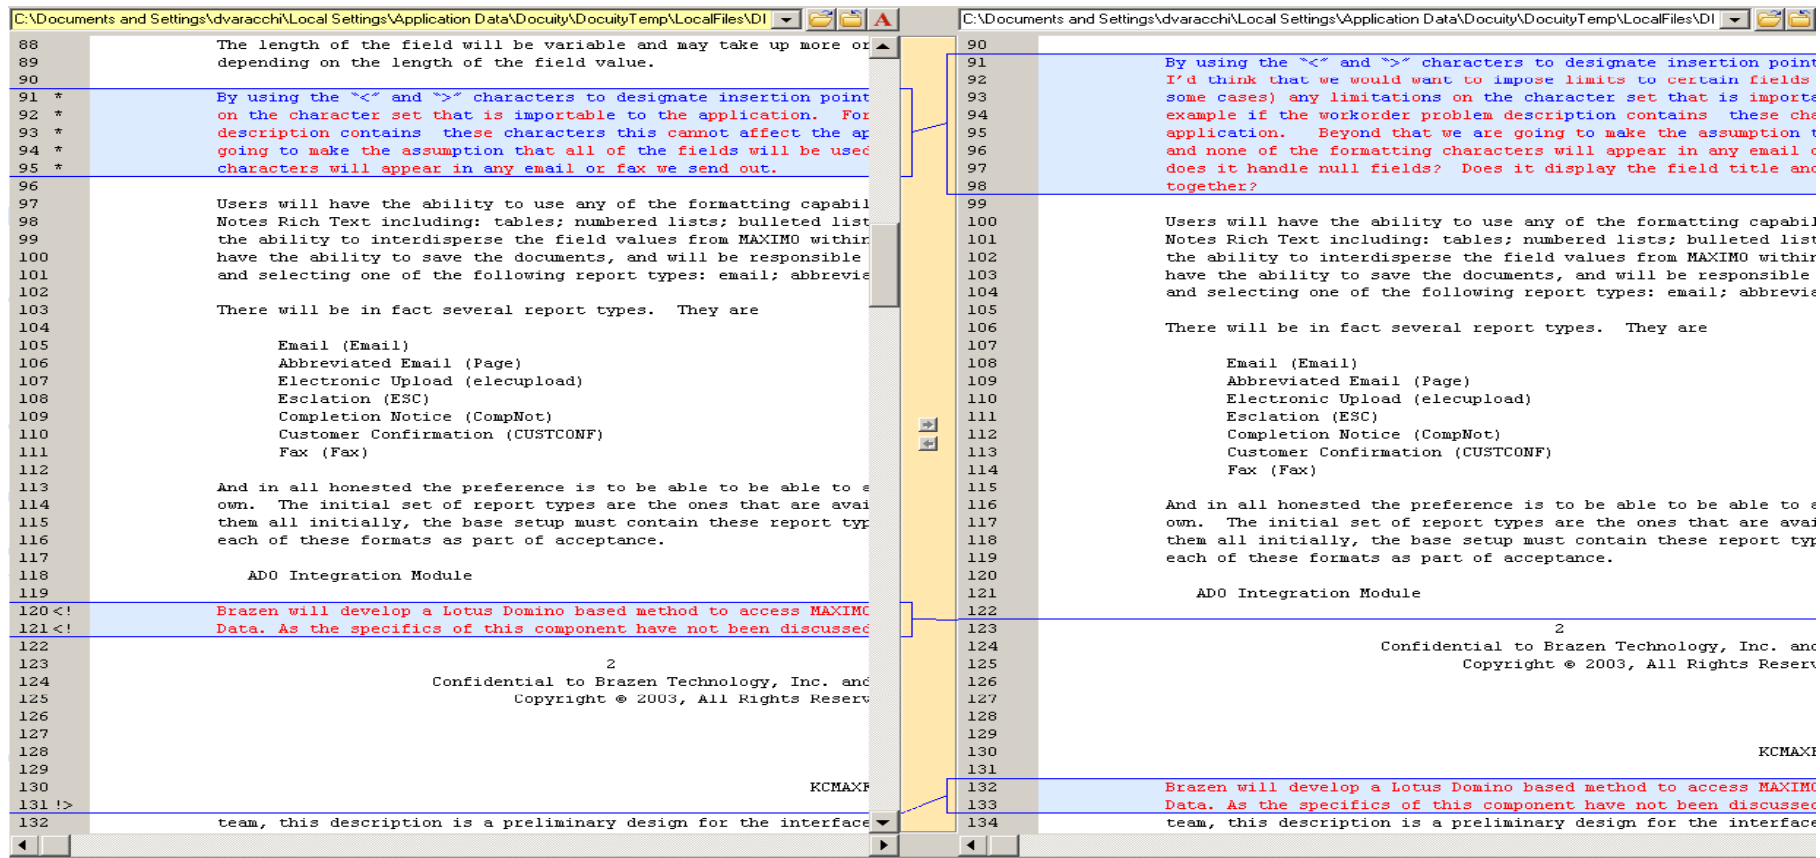 C:\Documents and Settings\dvaracchi\Local Settings\Application Data\Docuity\DocuityTemp\LocalFiles\DI
A
88 The length of the field will be variable and may take up more or
89 depending on the length of the field value.
90
91 * By using the "<" and ">" characters to designate insertion point
92 * on the character set that is importable to the application.  For
93 * description contains  these characters this cannot affect the ap
94 * going to make the assumption that all of the fields will be used
95 * characters will appear in any email or fax we send out.
96
97 Users will have the ability to use any of the formatting capabil
98 Notes Rich Text including: tables; numbered lists; bulleted list
99 the ability to interdisperse the field values from MAXIMO within
100 have the ability to save the documents, and will be responsible
101 and selecting one of the following report types: email; abbrevia
102
103 There will be in fact several report types.  They are
104
105 Email (Email)
106 Abbreviated Email (Page)
107 Electronic Upload (elecupload)
108 Esclation (ESC)
109 Completion Notice (CompNot)
110 Customer Confirmation (CUSTCONF)
111 Fax (Fax)
112
113 And in all honested the preference is to be able to be able to a
114 own.  The initial set of report types are the ones that are avai
115 them all initially, the base setup must contain these report typ
116 each of these formats as part of acceptance.
117
118 ADO Integration Module
119
120 <! Brazen will develop a Lotus Domino based method to access MAXIMO
121 <! Data. As the specifics of this component have not been discussed
122
123 2
124 Confidential to Brazen Technology, Inc. and
125 Copyright © 2003, All Rights Reserv
126
127
128
129
130 KCMAXF
131 !>
132 team, this description is a preliminary design for the interface
C:\Documents and Settings\dvaracchi\Local Settings\Application Data\Docuity\DocuityTemp\LocalFiles\DI
90
91 By using the "<" and ">" characters to designate insertion point
92 I'd think that we would want to impose limits to certain fields
93 some cases) any limitations on the character set that is importa
94 example if the workorder problem description contains  these cha
95 application.   Beyond that we are going to make the assumption t
96 and none of the formatting characters will appear in any email o
97 does it handle null fields?  Does it display the field title and
98 together?
99
100 Users will have the ability to use any of the formatting capabil
101 Notes Rich Text including: tables; numbered lists; bulleted list
102 the ability to interdisperse the field values from MAXIMO within
103 have the ability to save the documents, and will be responsible
104 and selecting one of the following report types: email; abbrevia
105
106 There will be in fact several report types.  They are
107
108 Email (Email)
109 Abbreviated Email (Page)
110 Electronic Upload (elecupload)
111 Esclation (ESC)
112 Completion Notice (CompNot)
113 Customer Confirmation (CUSTCONF)
114 Fax (Fax)
115
116 And in all honested the preference is to be able to be able to a
117 own.  The initial set of report types are the ones that are avai
118 them all initially, the base setup must contain these report typ
119 each of these formats as part of acceptance.
120
121 ADO Integration Module
122
123 2
124 Confidential to Brazen Technology, Inc. and
125 Copyright © 2003, All Rights Reserv
126
127
128
129
130 KCMAXF
131
132 Brazen will develop a Lotus Domino based method to access MAXIMO
133 Data. As the specifics of this component have not been discussed
134 team, this description is a preliminary design for the interface